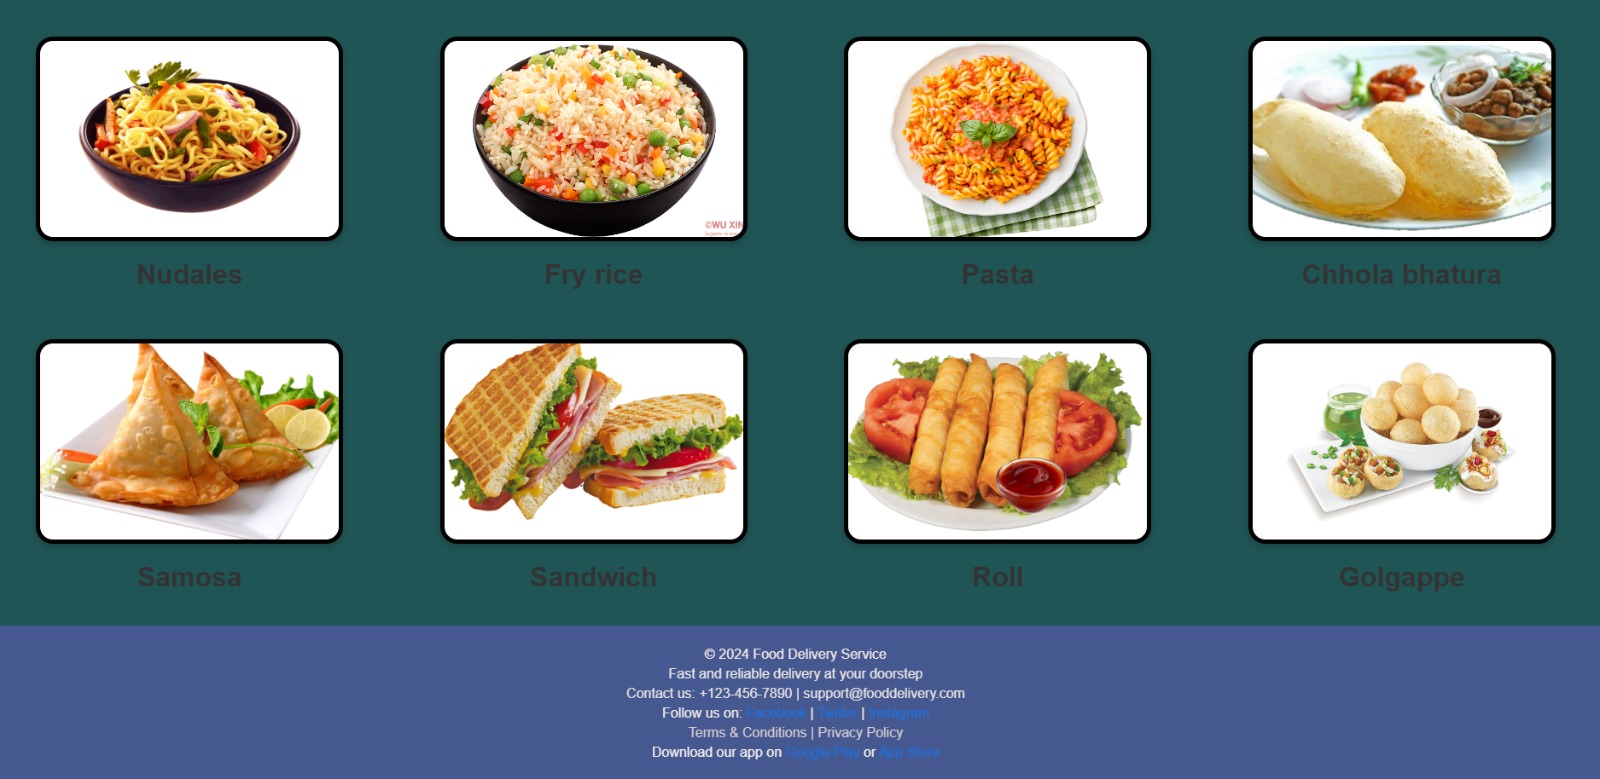 ©WU XIN
Nudales
Fry rice
Pasta
Chhola bhatura
Samosa
Sandwich
Roll
Golgappe
© 2024 Food Delivery Service
Fast and reliable delivery at your doorstep
Contact us: +123-456-7890 | support@fooddelivery.com
Follow us on: Facebook | Twitter | Instagram
Terms & Conditions | Privacy Policy
Download our app on Google Play or App Store